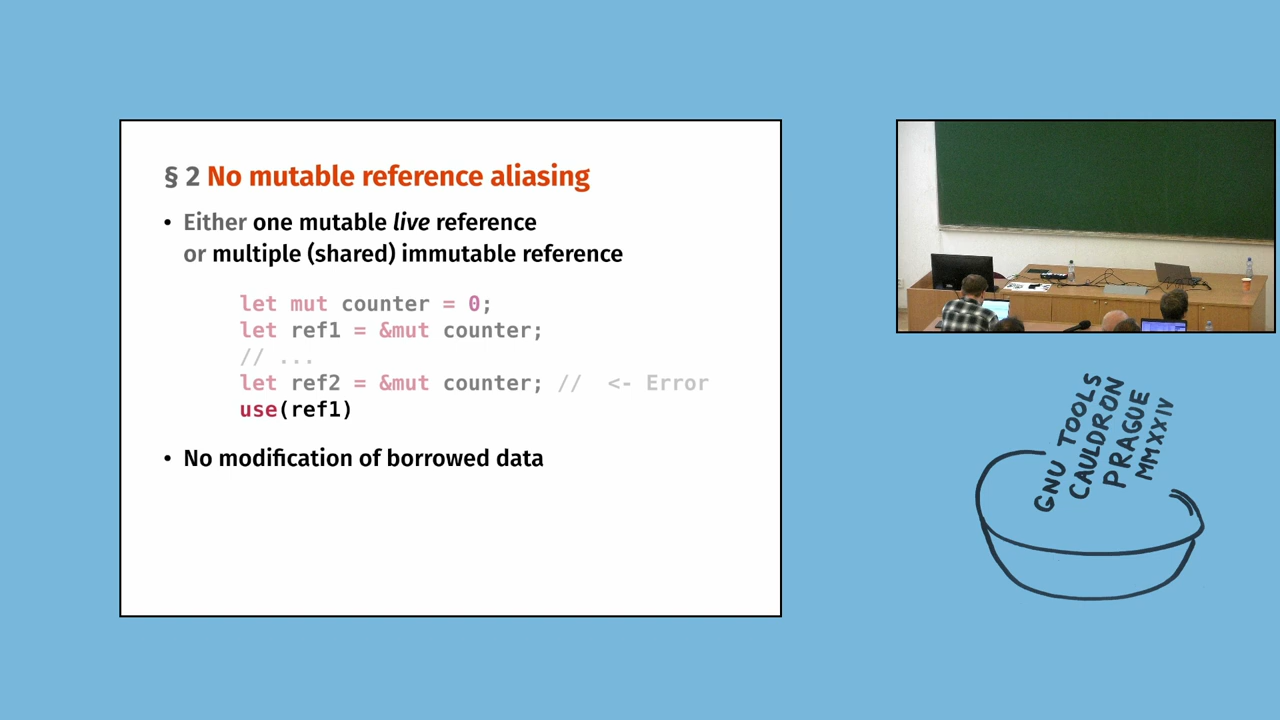 § 2 No mutable reference aliasing
• Either one mutable live reference
or multiple (shared) immutable reference
let mut counter = 0;
let ref1 = &mut counter;
// ...
let ref2 = &mut counter; //  <- Error
use(ref1)
• No modification of borrowed data
GNU TOOLS
CAULDRON
PRAGUE
MMXXIV